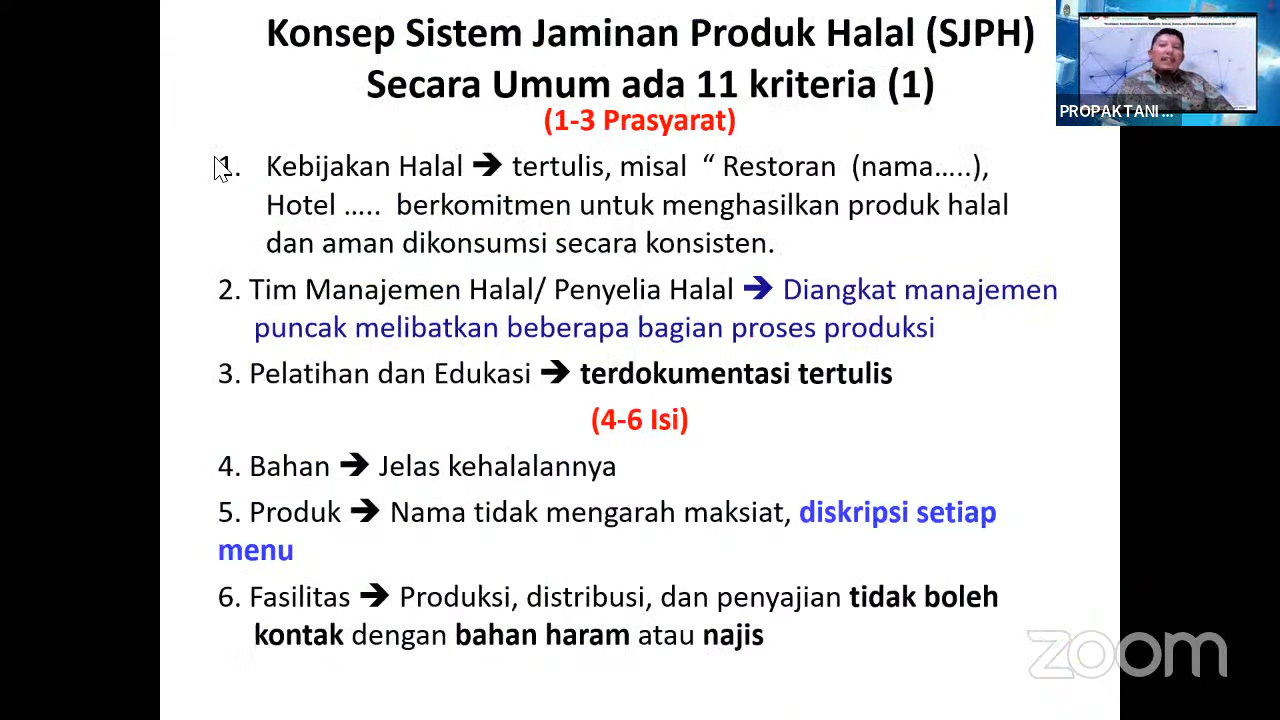 Konsep Sistem Jaminan Produk Halal (SJPH)
Secara Umum ada 11 kriteria (1)
(1-3 Prasyarat)
1. Kebijakan Halal ➔ tertulis, misal “ Restoran (nama…..),
Hotel ….. berkomitmen untuk menghasilkan produk halal
dan aman dikonsumsi secara konsisten.
2. Tim Manajemen Halal/ Penyelia Halal ➔ Diangkat manajemen
puncak melibatkan beberapa bagian proses produksi
3. Pelatihan dan Edukasi ➔ terdokumentasi tertulis
(4-6 Isi)
4. Bahan ➔ Jelas kehalalannya
5. Produk ➔ Nama tidak mengarah maksiat, diskripsi setiap
menu
6. Fasilitas ➔ Produksi, distribusi, dan penyajian tidak boleh
kontak dengan bahan haram atau najis
PROPAKTANI ...
zoom